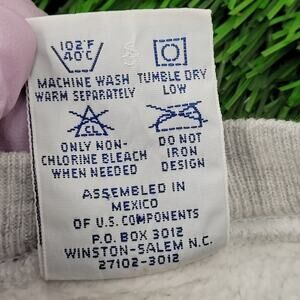 102°F
40°C
MACHINE WASH
WARM SEPARATELY
TUMBLE DRY
LOW
CL
ONLY NON-
CHLORINE BLEACH
WHEN NEEDED
DO NOT
IRON
DESIGN
ASSEMBLED IN
MEXICO
OF U.S. COMPONENTS
P.O. BOX 3012
WINSTON-SALEM N.C.
27102-3012